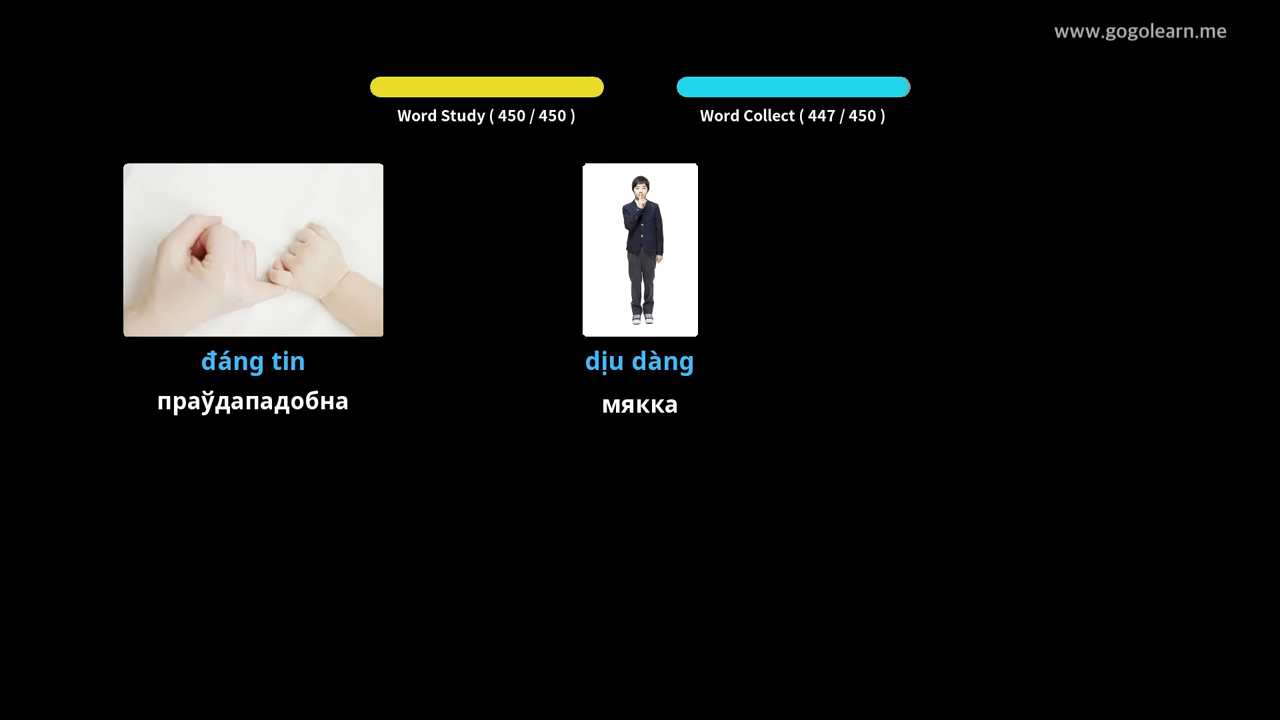 www.gogolearn.me
Word Study ( 450 / 450 )
Word Collect ( 447 / 450 )
đáng tin
праўдападобна
dịu dàng
мякка